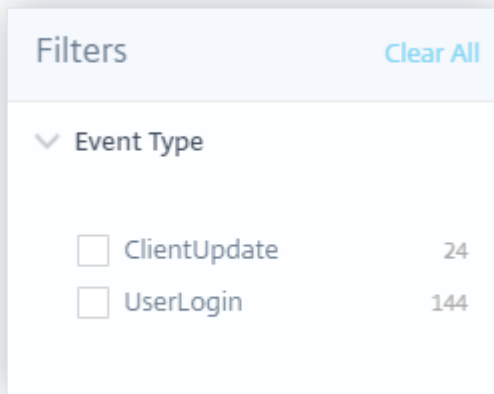 Filters Clear All
Event Type
ClientUpdate 24
UserLogin 144